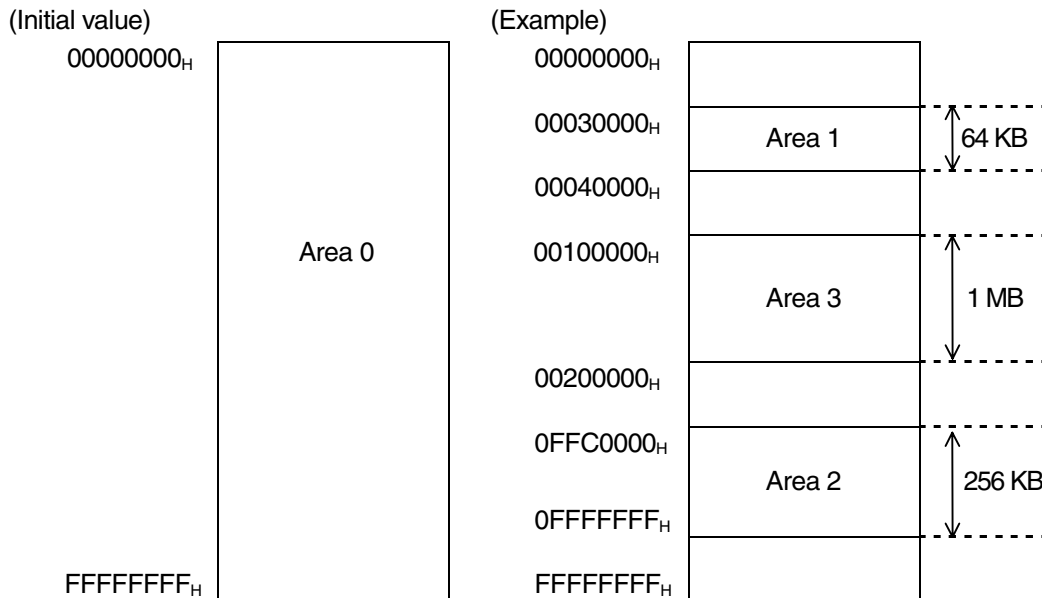 (Initial value)
00000000H
Area 0
FFFFFFFFH
(Example)
00000000H
00030000H
Area 1
64 KB
00040000H
00100000H
Area 3
1 MB
00200000H
0FFC0000H
Area 2
256 KB
0FFFFFFFH
FFFFFFFFH